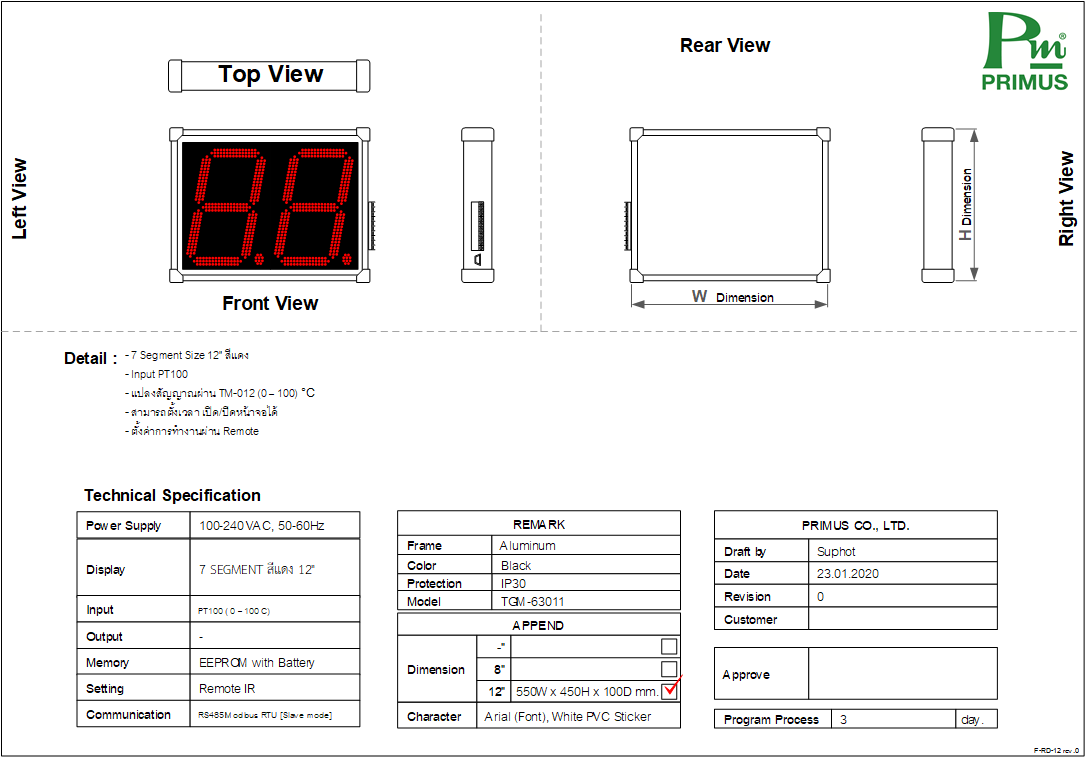 Top View
Rear View
Pm®
PRIMUS
Left View
Right View
H Dimension
W Dimension
Front View
Detail :
- 7 Segment Size 12" สีแดง
- Input PT100
- แปลงสัญญาณผ่าน TM-012 (0 – 100) °C
- สามารถตั้งเวลา เปิด/ปิดหน้าจอได้
- ตั้งค่าการทำงานผ่าน Remote
Technical Specification
Power Supply 100-240 VAC, 50-60Hz
Display 7 SEGMENT สีแดง 12"
Input PT100 ( 0 – 100 C)
Output -
Memory EEPROM with Battery
Setting Remote IR
Communication RS485 Modbus RTU [Slave mode]
REMARK
Frame Aluminum
Color Black
Protection IP30
Model TGM-63011
APPEND
Dimension
-"
8"
12" 550W x 450H x 100D mm.
Character Arial (Font), White PVC Sticker
PRIMUS CO., LTD.
Draft by Suphot
Date 23.01.2020
Revision 0
Customer
Approve
Program Process 3 day.
F-RD-12 rev .0